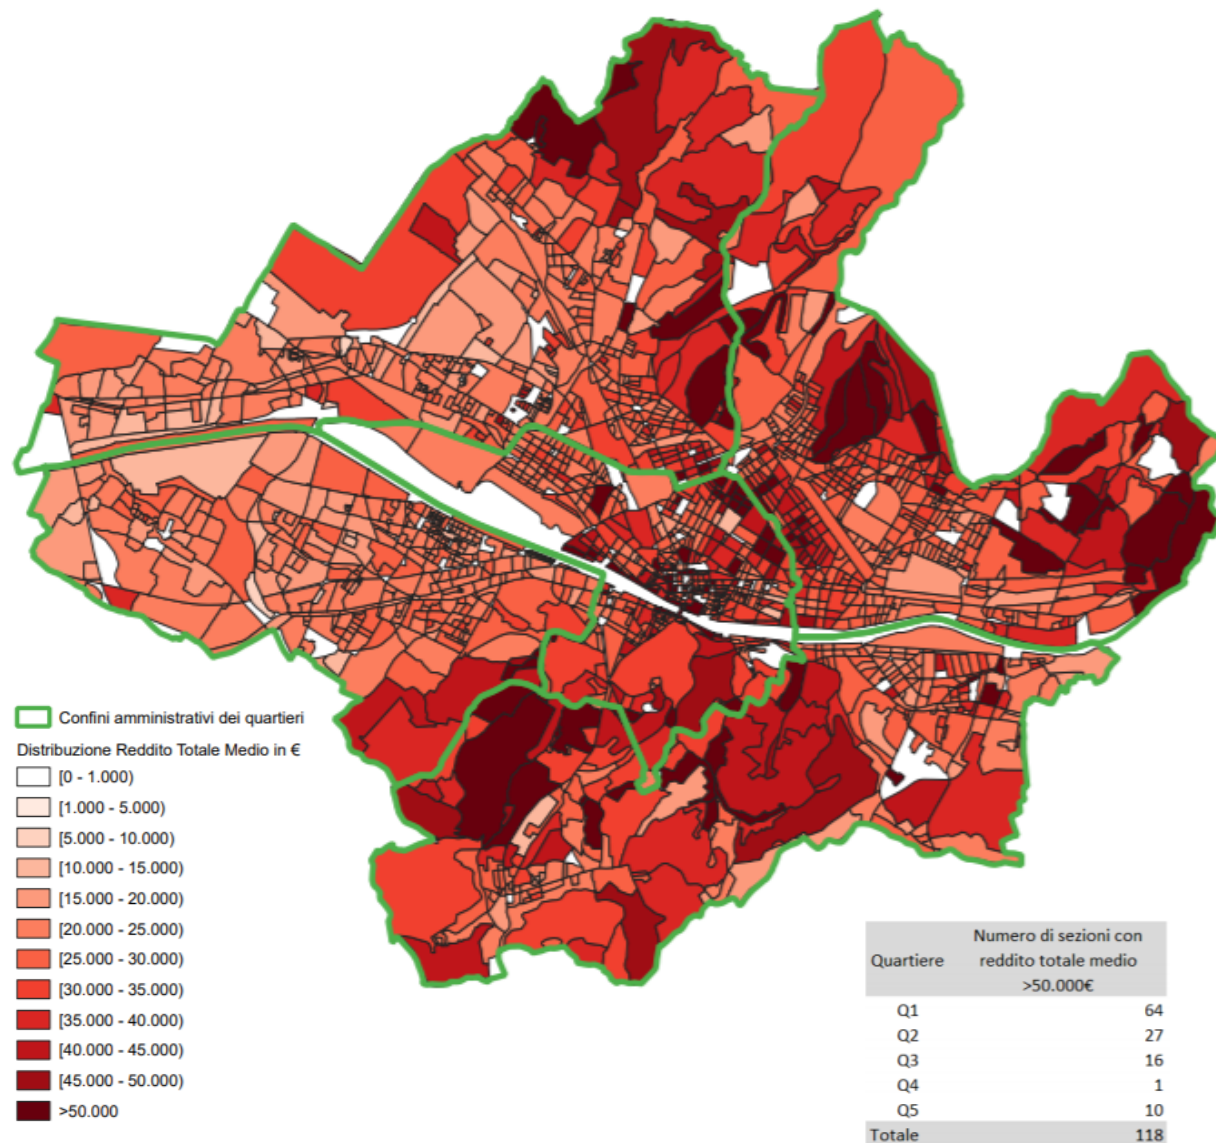 Confini amministrativi dei quartieri
Distribuzione Reddito Totale Medio in €
[0 - 1.000)
[1.000 - 5.000)
[5.000 - 10.000)
[10.000 - 15.000)
[15.000 - 20.000)
[20.000 - 25.000)
[25.000 - 30.000)
[30.000 - 35.000)
[35.000 - 40.000)
[40.000 - 45.000)
[45.000 - 50.000)
>50.000
Quartiere Numero di sezioni con
reddito totale medio
>50.000€
Q1 64
Q2 27
Q3 16
Q4 1
Q5 10
Totale 118